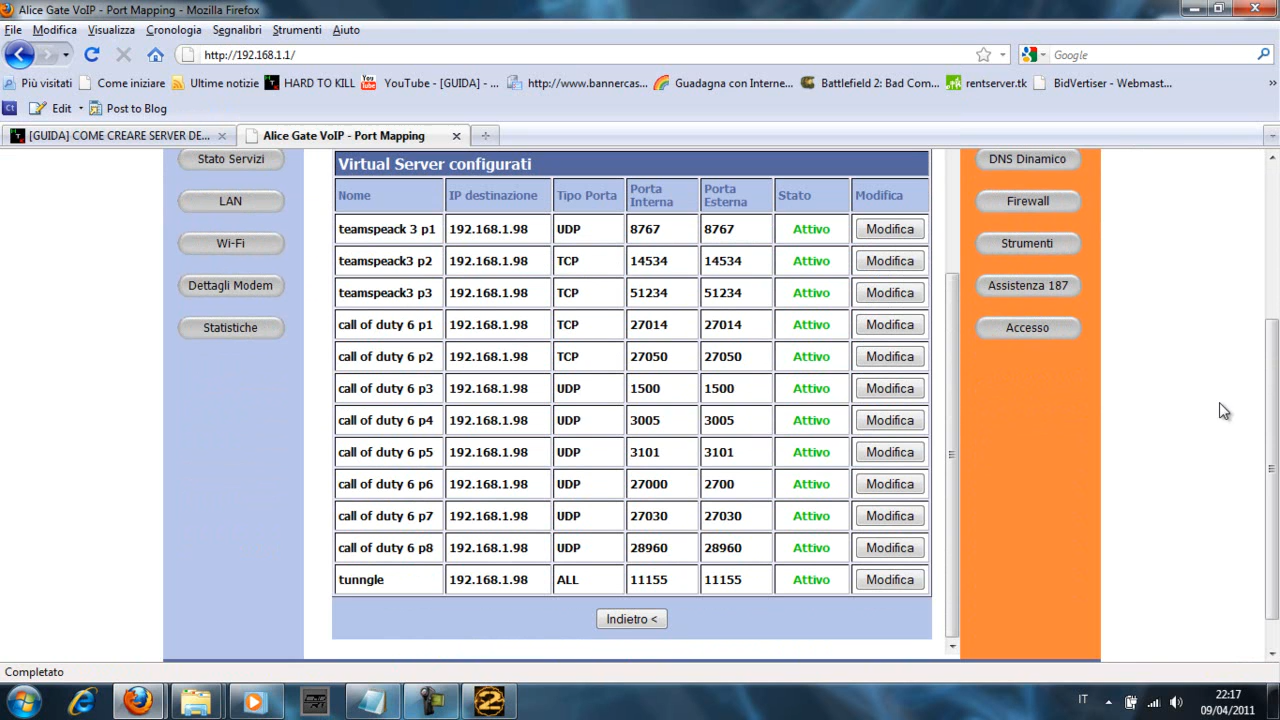 Alice Gate VoIP - Port Mapping - Mozilla Firefox
File Modifica Visualizza Cronologia Segnalibri Strumenti Aiuto
http://192.168.1.1/ Google
Più visitati Come iniziare Ultime notizie HARD TO KILL YouTube - [GUIDA] - ... http://www.bannercas... Guadagna con Interne... Battlefield 2: Bad Com... rentserver.tk BidVertiser - Webmast... »
Ct Edit Post to Blog
[GUIDA] COME CREARE SERVER DE... Alice Gate VoIP - Port Mapping
Stato Servizi
LAN
Wi-Fi
Dettagli Modem
Statistiche
Virtual Server configurati
Nome IP destinazione Tipo Porta Porta Interna Porta Esterna Stato Modifica
teamspeack 3 p1 192.168.1.98 UDP 8767 8767 Attivo Modifica
teamspeack3 p2 192.168.1.98 TCP 14534 14534 Attivo Modifica
teamspeack3 p3 192.168.1.98 TCP 51234 51234 Attivo Modifica
call of duty 6 p1 192.168.1.98 TCP 27014 27014 Attivo Modifica
call of duty 6 p2 192.168.1.98 TCP 27050 27050 Attivo Modifica
call of duty 6 p3 192.168.1.98 UDP 1500 1500 Attivo Modifica
call of duty 6 p4 192.168.1.98 UDP 3005 3005 Attivo Modifica
call of duty 6 p5 192.168.1.98 UDP 3101 3101 Attivo Modifica
call of duty 6 p6 192.168.1.98 UDP 27000 2700 Attivo Modifica
call of duty 6 p7 192.168.1.98 UDP 27030 27030 Attivo Modifica
call of duty 6 p8 192.168.1.98 UDP 28960 28960 Attivo Modifica
tunngle 192.168.1.98 ALL 11155 11155 Attivo Modifica
Indietro <
DNS Dinamico
Firewall
Strumenti
Assistenza 187
Accesso
Completato
IT 22:17
09/04/2011